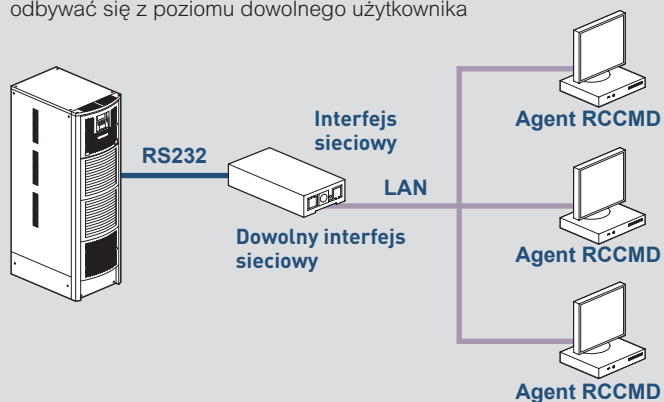 odbywać się z poziomu dowolnego użytkownika
Interfejs
sieciowy
Agent RCCMD
RS232
LAN
Dowolny interfejs
sieciowy
Agent RCCMD
Agent RCCMD